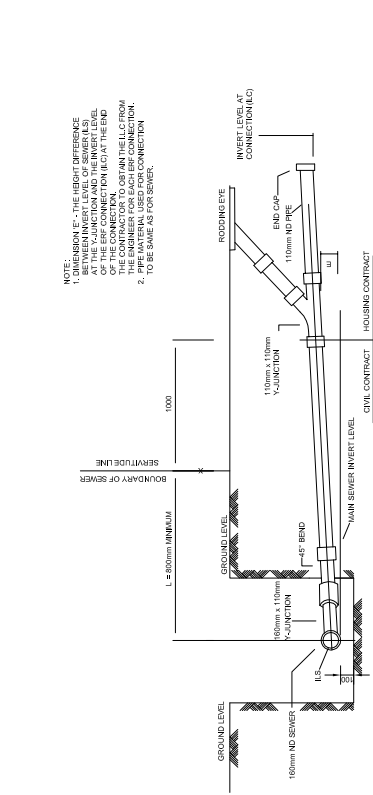 NOTE :
1. DIMENSION 'E' - THE HEIGHT DIFFERENCE
BETWEEN INVERT LEVEL OF SEWER (ILS)
AT THE Y-JUNCTION AND THE INVERT LEVEL
OF THE ERF CONNECTION (ILC) AT THE END
OF THE CONNECTION.
THE CONTRACTOR TO OBTAIN THE I.L.C FROM
THE ENGINEER FOR EACH ERF CONNECTION.
2. PIPE MATERIAL USED FOR CONNECTION
TO BE SAME AS FOR SEWER.
L = 800mm MINIMUM
1000
BOUNDARY OF SEWER
SERVITUDE LINE
GROUND LEVEL
GROUND LEVEL
RODDING EYE
INVERT LEVEL AT
CONNECTION (ILC)
END CAP
110mm ND PIPE
110mm x 110mm
Y-JUNCTION
45° BEND
160mm x 110mm
Y-JUNCTION
160mm ND SEWER
ILS
100
E
MAIN SEWER INVERT LEVEL
CIVIL CONTRACT
HOUSING CONTRACT